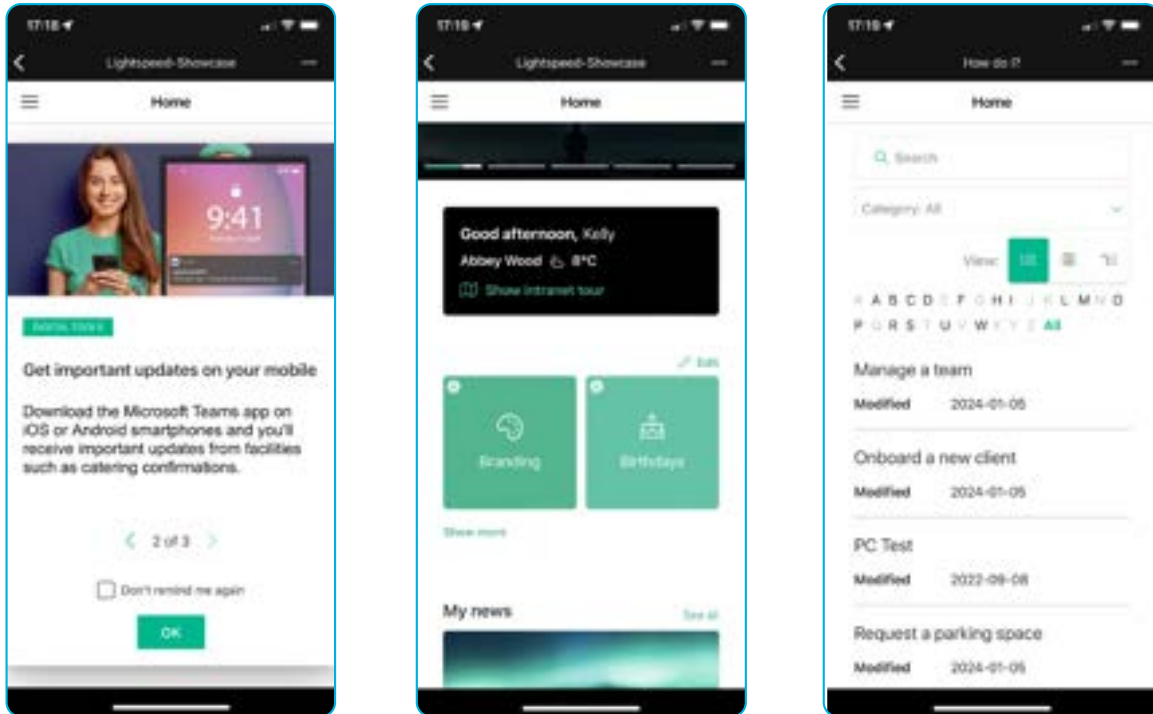 17:18
Lightspeed-Showcase
Home
9:41
DIGITAL TOOLS
Get important updates on your mobile
Download the Microsoft Teams app on
iOS or Android smartphones and you'll
receive important updates from facilities
such as catering confirmations.
2 of 3
Don't remind me again
OK
17:19
Lightspeed-Showcase
Home
Good afternoon, Kelly
Abbey Wood 8°C
Show intranet tour
Edit
Branding
Birthdays
Show more
My news
See all
17:19
How do I?
Home
Search
Category: All
View:
# A B C D E F G H I J K L M N O
P Q R S T U V W X Y Z All
Manage a team
Modified 2024-01-05
Onboard a new client
Modified 2024-01-05
PC Test
Modified 2022-09-08
Request a parking space
Modified 2024-01-05